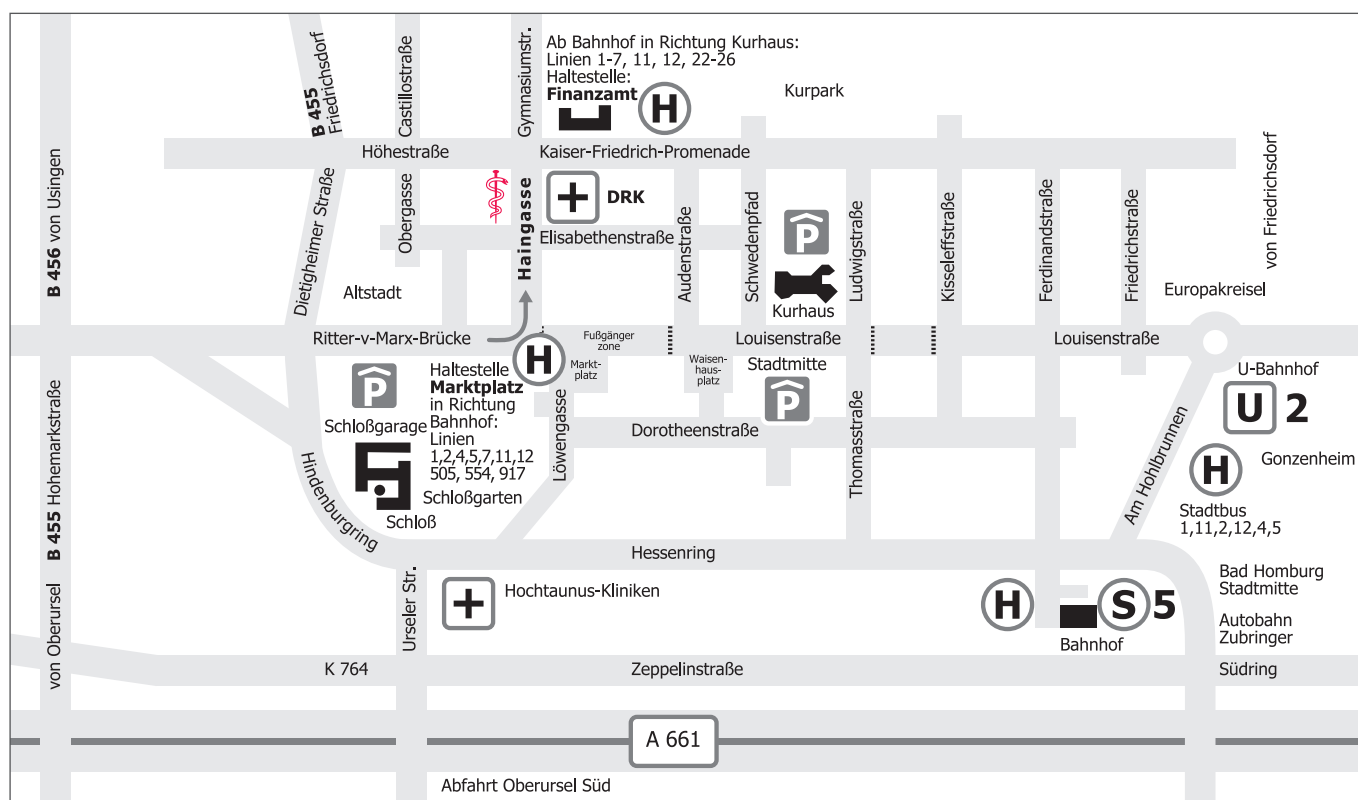 B 455
Friedrichsdorf
Castillostraße
Gymnasiumstr.
Ab Bahnhof in Richtung Kurhaus:
Linien 1-7, 11, 12, 22-26
Haltestelle:
Finanzamt
H
Kurpark
Höhestraße
Kaiser-Friedrich-Promenade
B 456 von Usingen
Dietigheimer Straße
Obergasse
Haingasse
DRK
Elisabethenstraße
Audenstraße
Schwedenpfad
P
Kurhaus
Ludwigstraße
Kisseleffstraße
Ferdinandstraße
Friedrichstraße
von Friedrichsdorf
Altstadt
Europakreisel
Ritter-v-Marx-Brücke
Fußgänger
zone
Louisenstraße
Louisenstraße
H
Markt-
platz
Waisen-
haus-
platz
Stadtmitte
P
U-Bahnhof
U 2
P
Schloßgarage
Haltestelle
Marktplatz
in Richtung
Bahnhof:
Linien
1,2,4,5,7,11,12
505, 554, 917
Löwengasse
Dorotheenstraße
Thomasstraße
Am Hohlbrunnen
H
Gonzenheim
Stadtbus
1,11,2,12,4,5
Schloßgarten
Schloß
Hindenburgring
B 455 Hohemarkstraße
von Oberursel
Hessenring
Urseler Str.
Hochtaunus-Kliniken
H
S 5
Bahnhof
Bad Homburg
Stadtmitte
Autobahn
Zubringer
K 764
Zeppelinstraße
Südring
A 661
Abfahrt Oberursel Süd